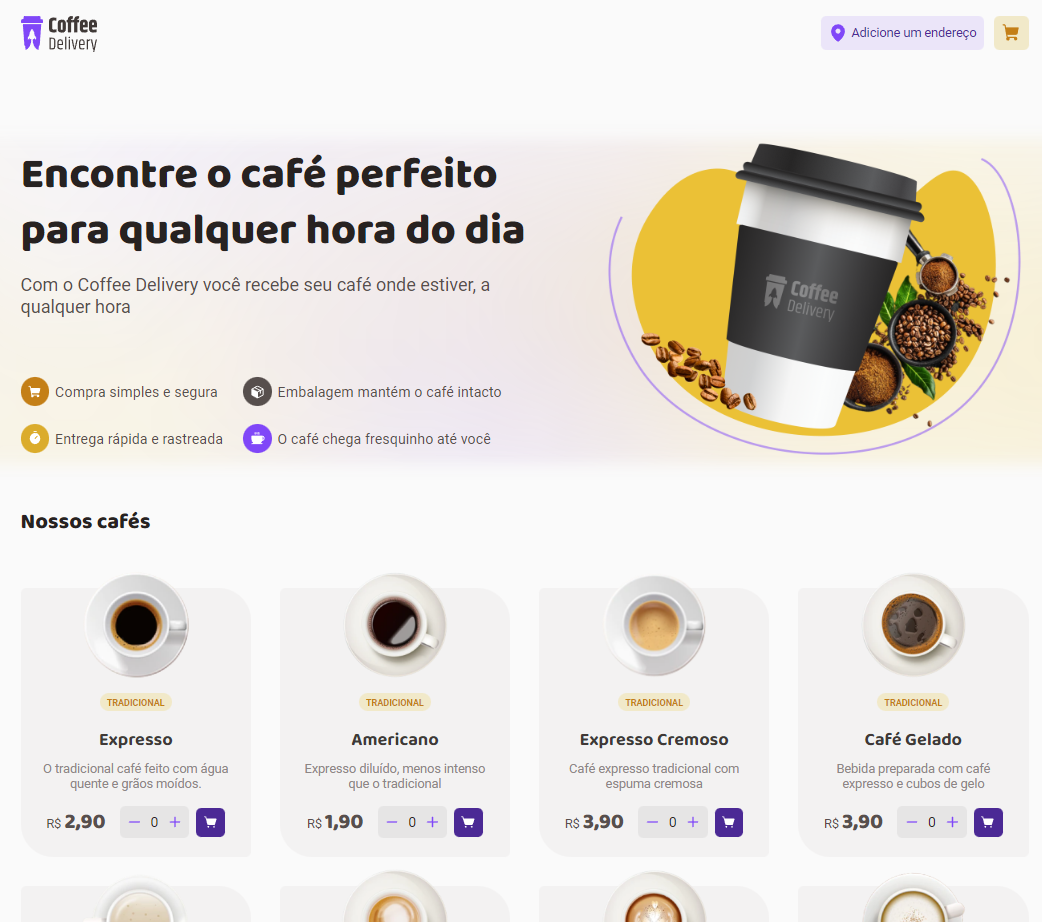 Coffee
Delivery
Adicione um endereço
Encontre o café perfeito
para qualquer hora do dia
Com o Coffee Delivery você recebe seu café onde estiver, a
qualquer hora
Coffee
Delivery
Compra simples e segura
Embalagem mantém o café intacto
Entrega rápida e rastreada
O café chega fresquinho até você
Nossos cafés
TRADICIONAL
Expresso
O tradicional café feito com água
quente e grãos moídos.
R$ 2,90
0
TRADICIONAL
Americano
Expresso diluído, menos intenso
que o tradicional
R$ 1,90
0
TRADICIONAL
Expresso Cremoso
Café expresso tradicional com
espuma cremosa
R$ 3,90
0
TRADICIONAL
Café Gelado
Bebida preparada com café
expresso e cubos de gelo
R$ 3,90
0